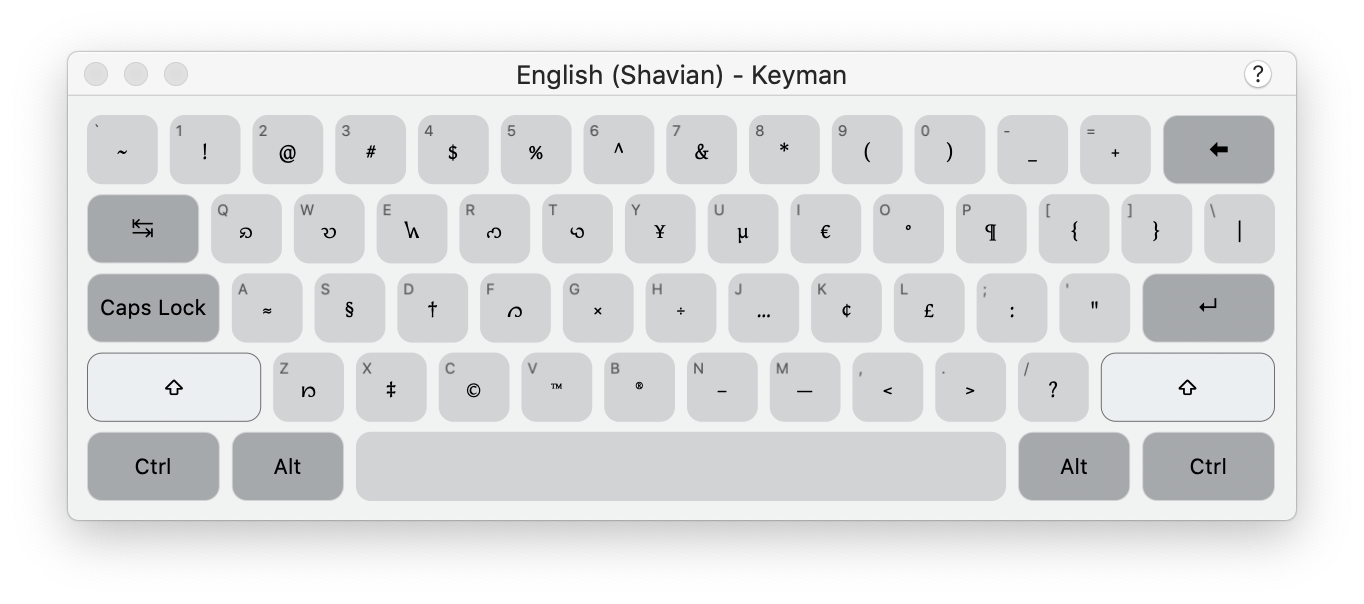 English (Shavian) - Keyman ?
` ~ 1 ! 2 @ 3 # 4 $ 5 % 6 ^ 7 & 8 * 9 ( 0 ) - _ = +
Q 𐑸 W 𐑹 E 𐑺 R 𐑻 T Y ¥ U µ I € O ° P ¶ [ { ] } \ |
Caps Lock A ≈ S § D † F 𐑼 G × H ÷ J … K ¢ L £ ; : ' "
Z X ‡ C © V ™ B ® N – M — , < . > / ?
Ctrl Alt Alt Ctrl